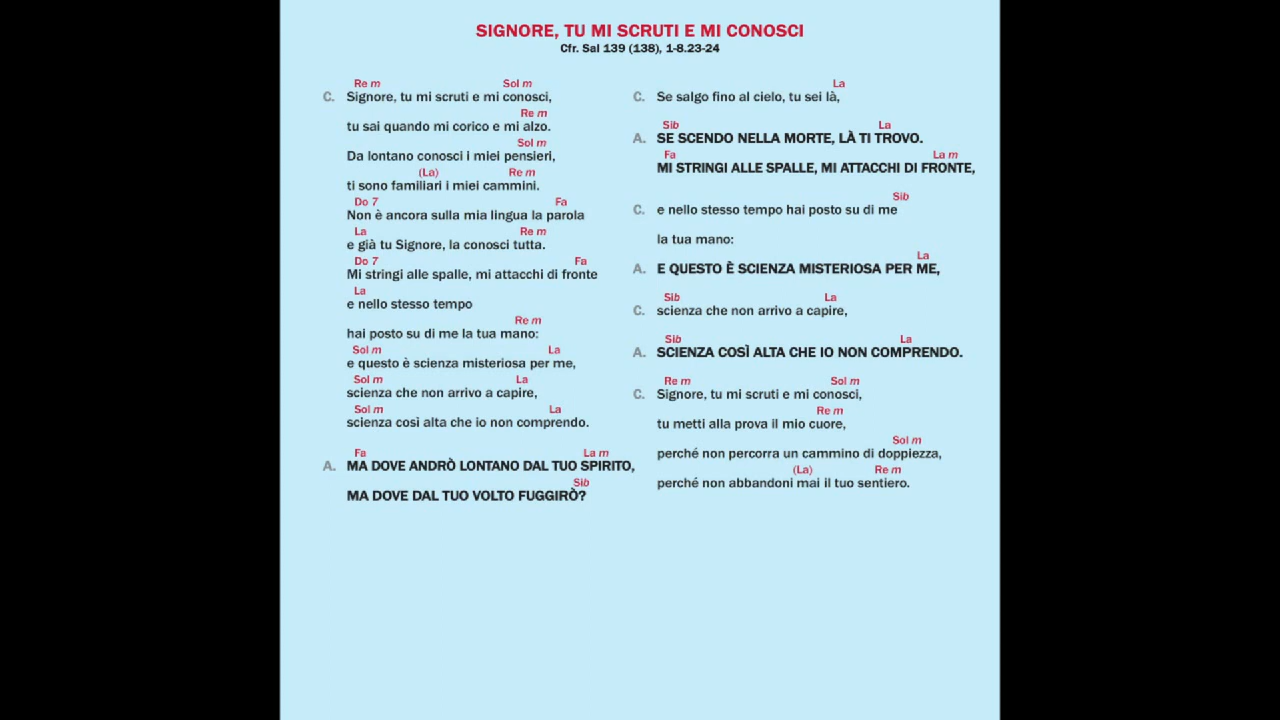 SIGNORE, TU MI SCRUTI E MI CONOSCI
Cfr. Sal 139 (138), 1-8.23-24
Re m Sol m
C. Signore, tu mi scruti e mi conosci,
Re m
tu sai quando mi corico e mi alzo.
Sol m
Da lontano conosci i miei pensieri,
(La) Re m
ti sono familiari i miei cammini.
Do 7 Fa
Non è ancora sulla mia lingua la parola
La Re m
e già tu Signore, la conosci tutta.
Do 7 Fa
Mi stringi alle spalle, mi attacchi di fronte
La
e nello stesso tempo
Re m
hai posto su di me la tua mano:
Sol m La
e questo è scienza misteriosa per me,
Sol m La
scienza che non arrivo a capire,
Sol m La
scienza così alta che io non comprendo.
Fa La m
A. MA DOVE ANDRÒ LONTANO DAL TUO SPIRITO,
Sib
MA DOVE DAL TUO VOLTO FUGGIRÒ?
La
C. Se salgo fino al cielo, tu sei là,
Sib La
A. SE SCENDO NELLA MORTE, LÀ TI TROVO.
Fa La m
MI STRINGI ALLE SPALLE, MI ATTACCHI DI FRONTE,
Sib
C. e nello stesso tempo hai posto su di me
la tua mano:
La
A. E QUESTO È SCIENZA MISTERIOSA PER ME,
Sib La
C. scienza che non arrivo a capire,
Sib La
A. SCIENZA COSÌ ALTA CHE IO NON COMPRENDO.
Re m Sol m
C. Signore, tu mi scruti e mi conosci,
Re m
tu metti alla prova il mio cuore,
Sol m
perché non percorra un cammino di doppiezza,
(La) Re m
perché non abbandoni mai il tuo sentiero.